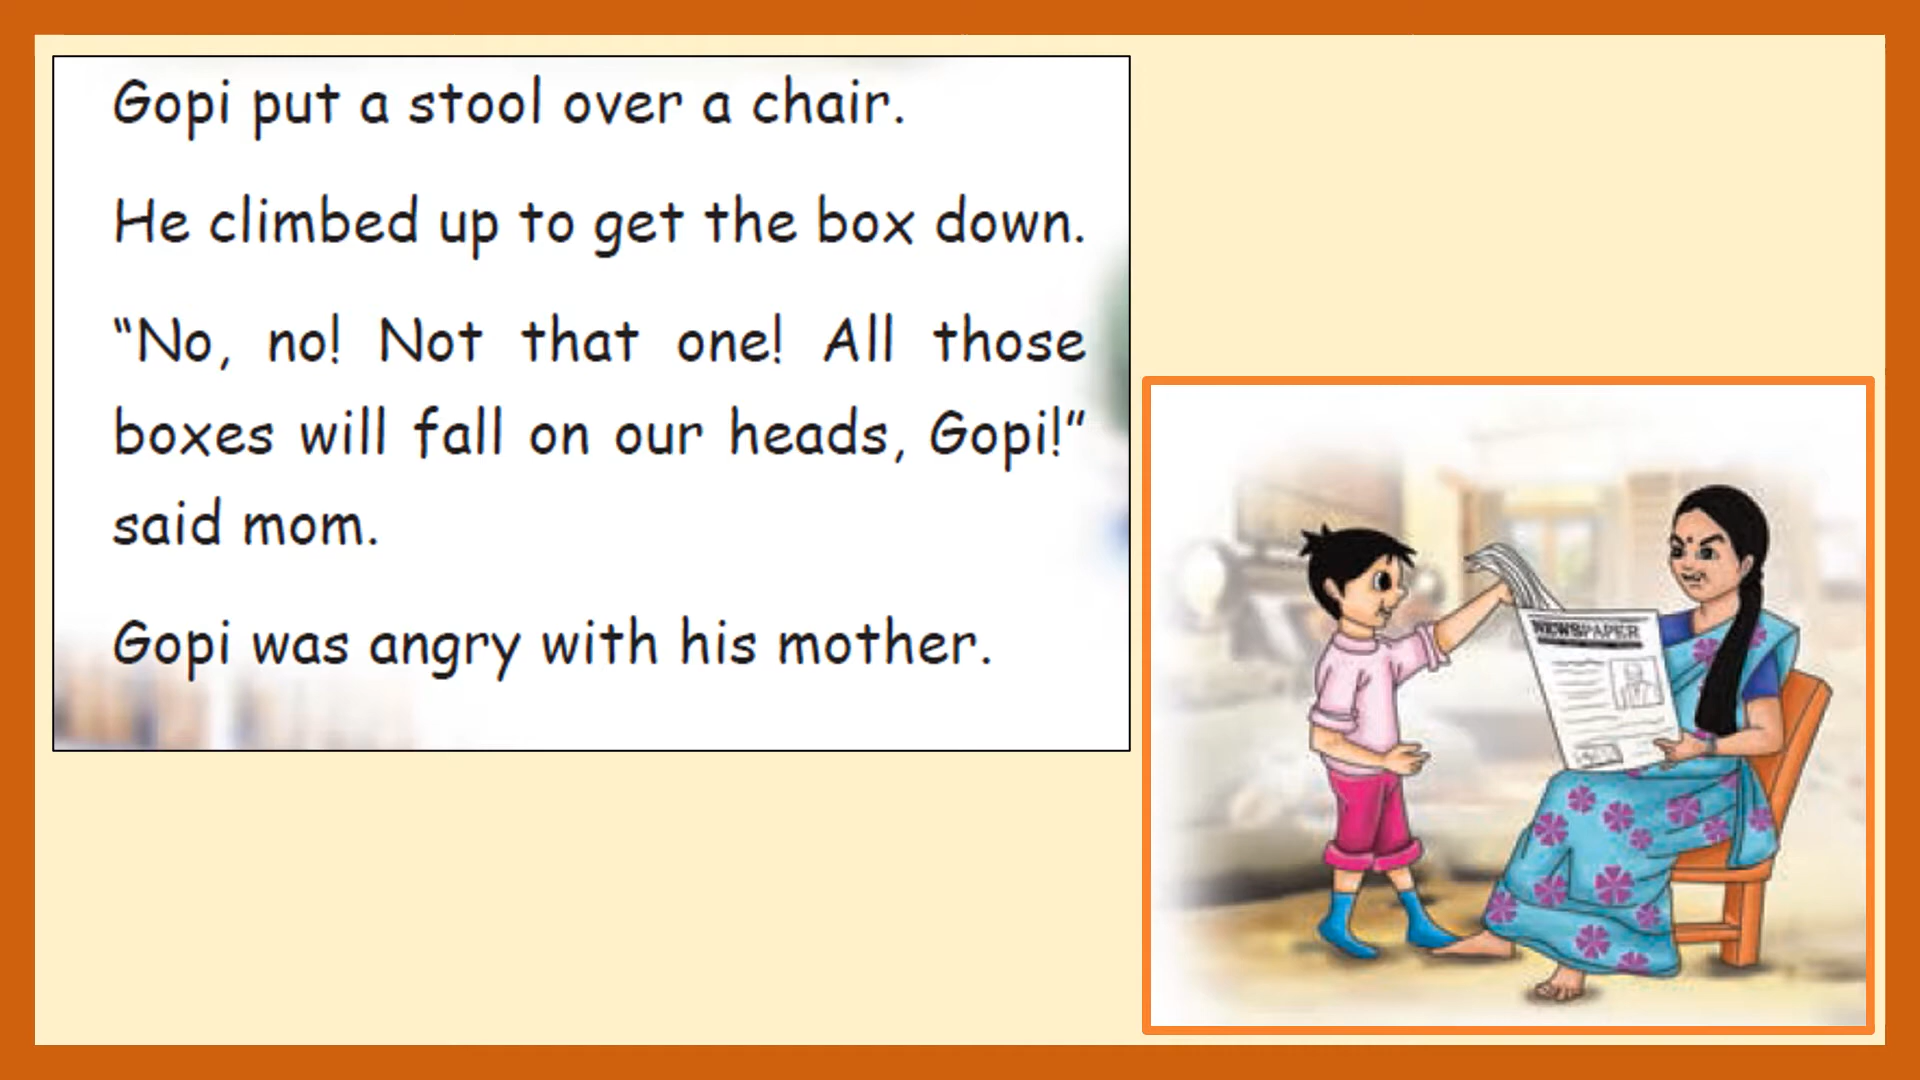 Gopi put a stool over a chair.
He climbed up to get the box down.
“No, no! Not that one! All those
boxes will fall on our heads, Gopi!”
said mom.
Gopi was angry with his mother.
NEWSPAPER